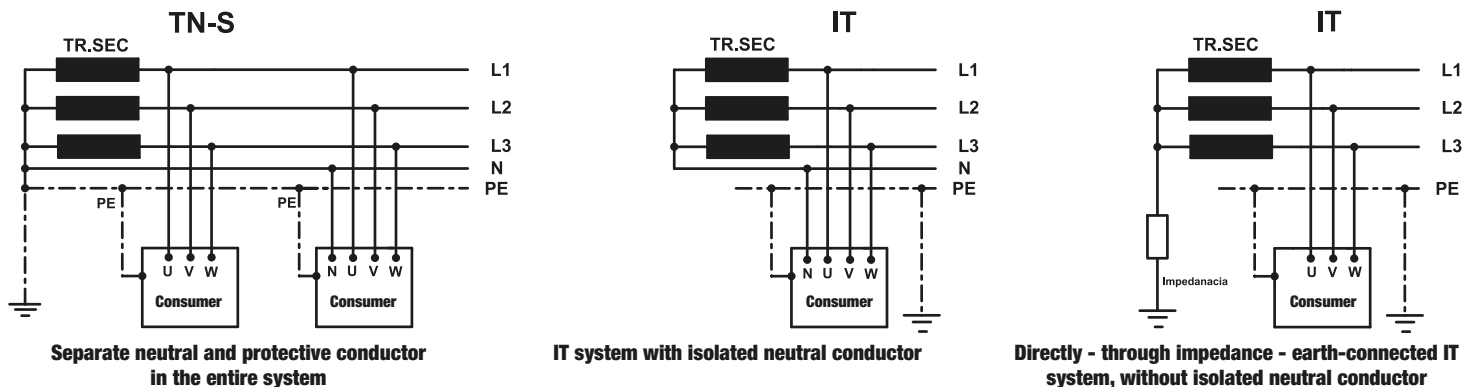 TN-S
TR.SEC
L1
L2
L3
N
PE
PE
PE
U V W
Consumer
N U V W
Consumer
Separate neutral and protective conductor
in the entire system
IT
TR.SEC
L1
L2
L3
N
PE
N U V W
Consumer
IT system with isolated neutral conductor
IT
TR.SEC
L1
L2
L3
PE
Impedanacia
U V W
Consumer
Directly - through impedance - earth-connected IT
system, without isolated neutral conductor